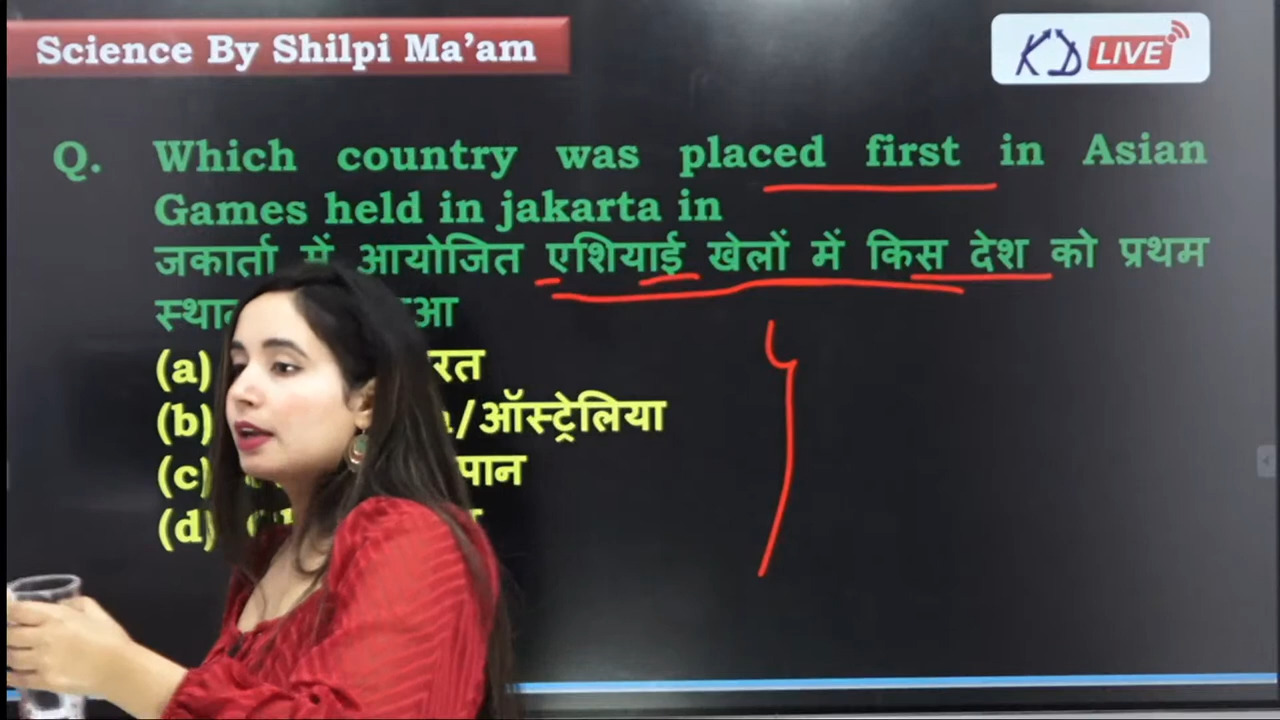 Science By Shilpi Ma'am
KD LIVE
Q. Which country was placed first in Asian
Games held in jakarta in
जकार्ता में आयोजित एशियाई खेलों में किस देश को प्रथम
(a)
(b) /ऑस्ट्रेलिया
(c)
(d)